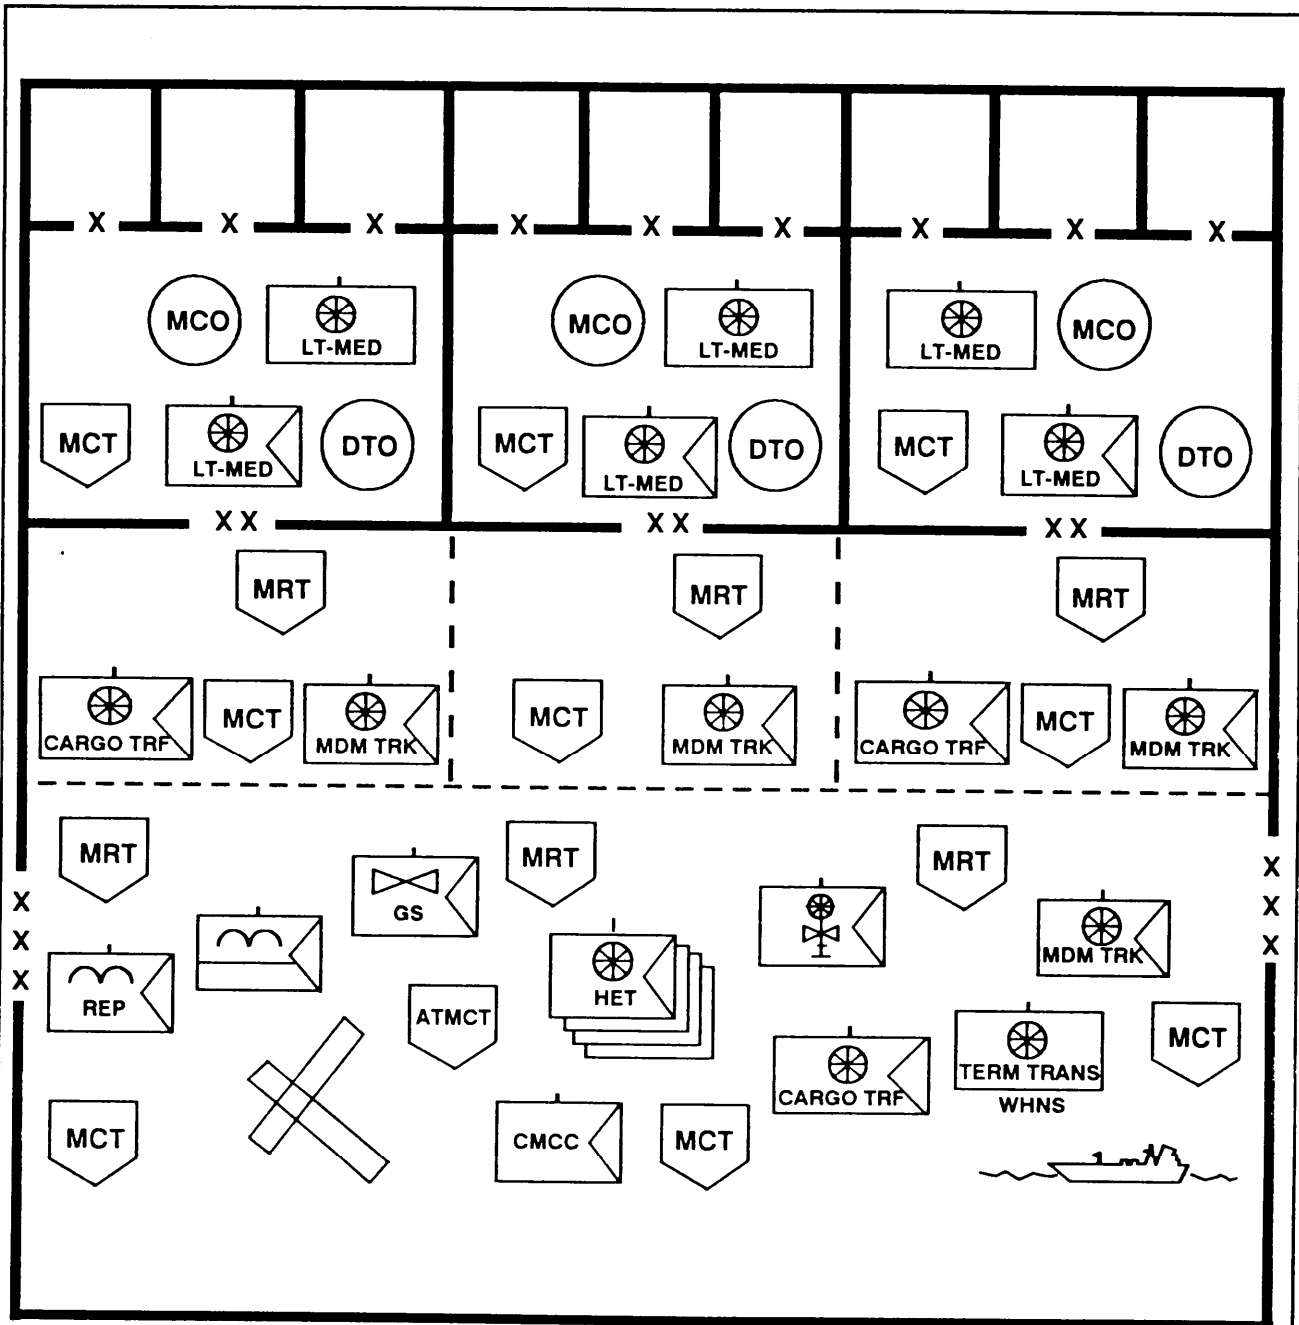 X X X X X X X X X
MCO LT-MED MCO LT-MED LT-MED MCO
MCT LT-MED DTO MCT LT-MED DTO MCT LT-MED DTO
XX XX XX
MRT MRT MRT
CARGO TRF MCT MDM TRK MCT MDM TRK CARGO TRF MCT MDM TRK
MRT GS MRT MRT
X X
X X
X X
REP ATMCT HET MDM TRK
MCT CMCC MCT CARGO TRF TERM TRANS MCT
WHNS